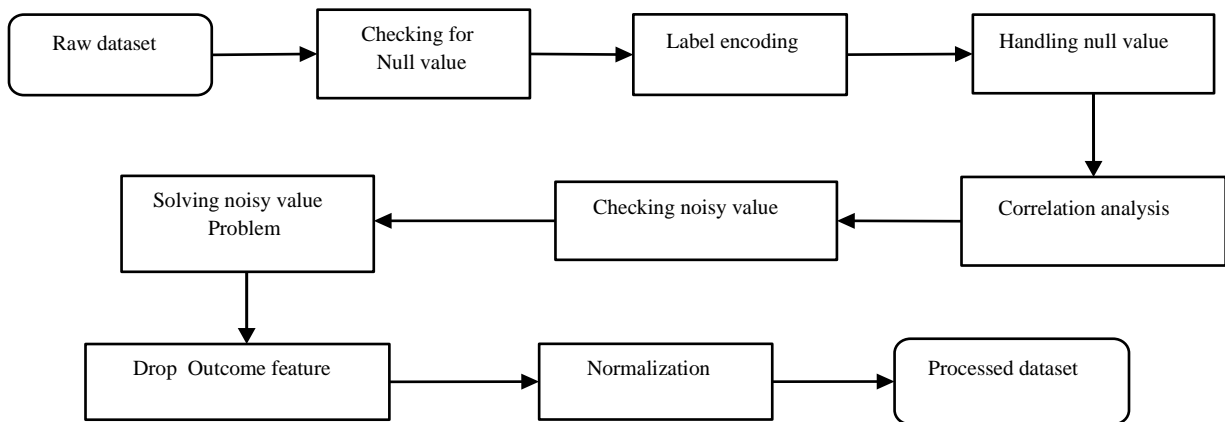 Raw dataset
Checking for
Null value
Label encoding
Handling null value
Correlation analysis
Checking noisy value
Solving noisy value
Problem
Drop Outcome feature
Normalization
Processed dataset